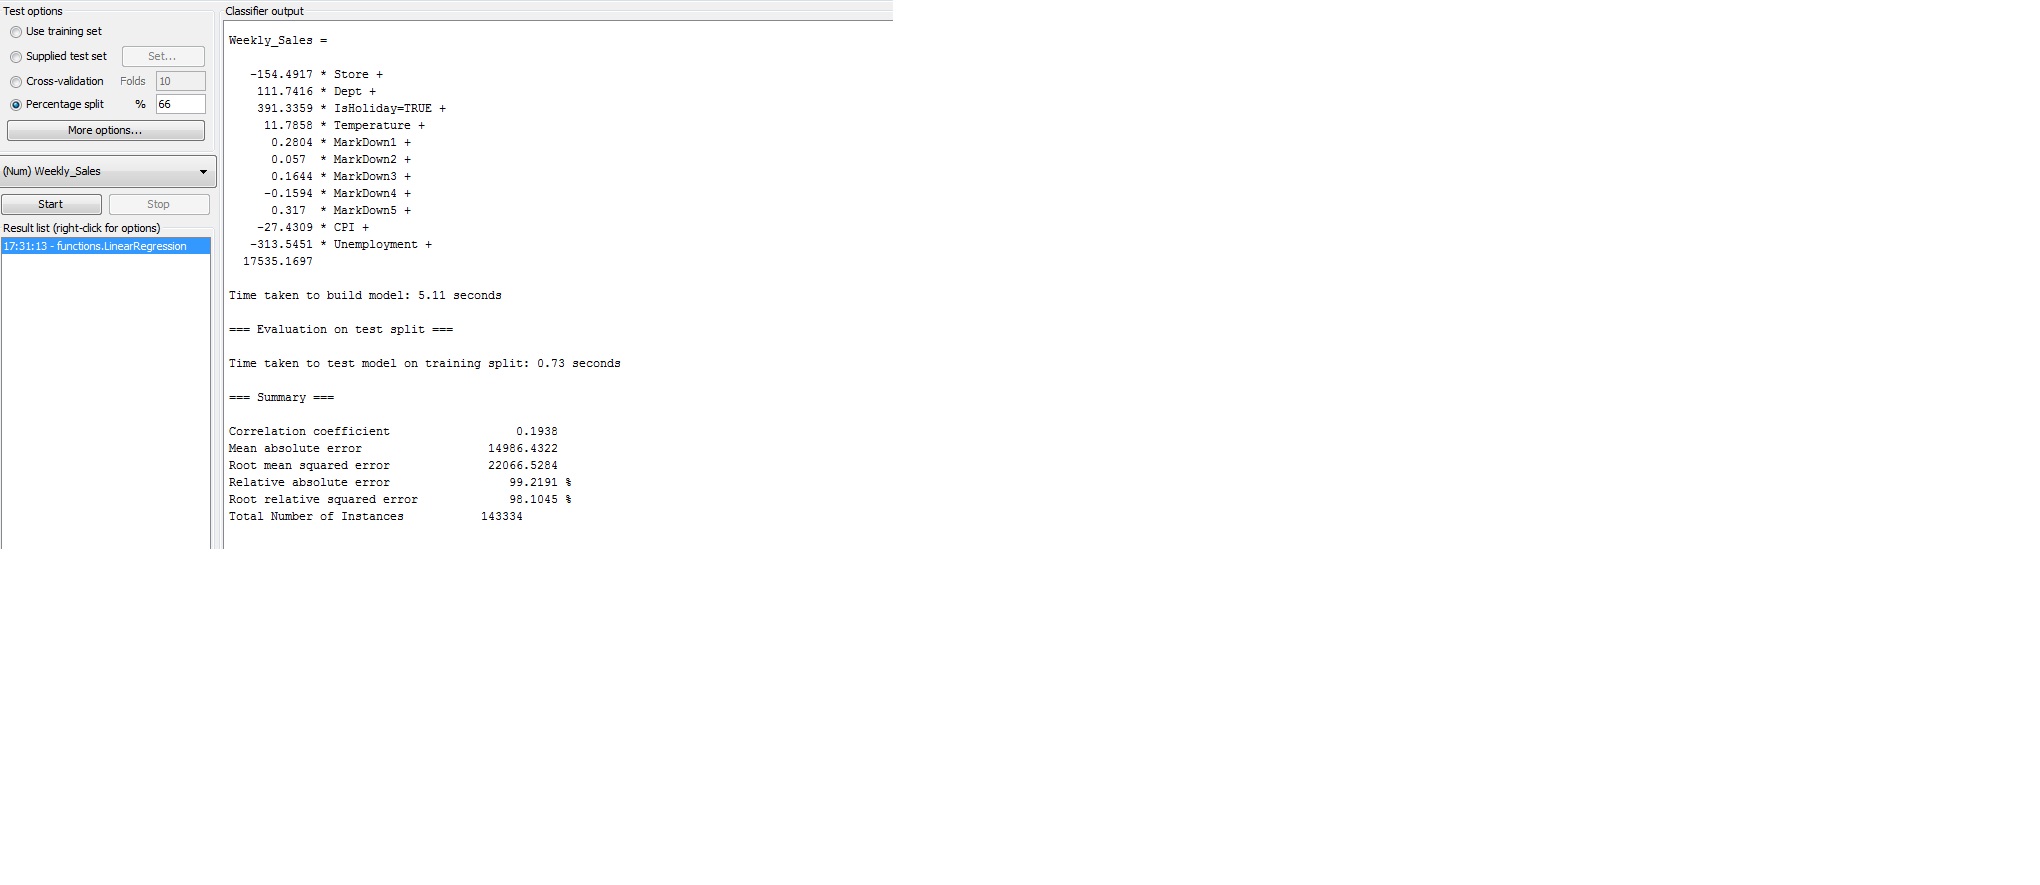 Test options
Use training set
Supplied test set Set...
Cross-validation Folds 10
Percentage split % 66
More options...
(Num) Weekly_Sales
Start Stop
Result list (right-click for options)
17:31:13 - functions.LinearRegression
Classifier output
Weekly_Sales =
-154.4917 * Store +
111.7416 * Dept +
391.3359 * IsHoliday=TRUE +
11.7858 * Temperature +
0.2804 * MarkDown1 +
0.057 * MarkDown2 +
0.1644 * MarkDown3 +
-0.1594 * MarkDown4 +
0.317 * MarkDown5 +
-27.4309 * CPI +
-313.5451 * Unemployment +
17535.1697
Time taken to build model: 5.11 seconds
=== Evaluation on test split ===
Time taken to test model on training split: 0.73 seconds
=== Summary ===
Correlation coefficient 0.1938
Mean absolute error 14986.4322
Root mean squared error 22066.5284
Relative absolute error 99.2191 %
Root relative squared error 98.1045 %
Total Number of Instances 143334